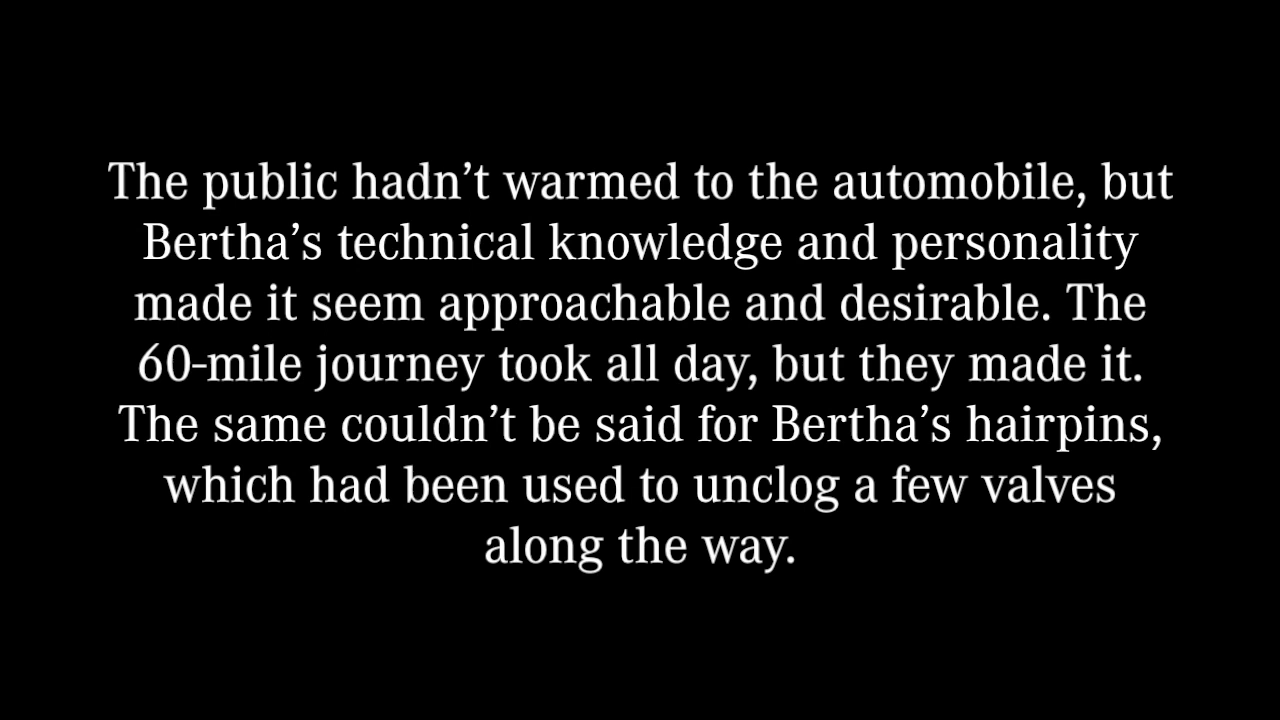 The public hadn’t warmed to the automobile, but
Bertha’s technical knowledge and personality
made it seem approachable and desirable. The
60-mile journey took all day, but they made it.
The same couldn’t be said for Bertha’s hairpins,
which had been used to unclog a few valves
along the way.